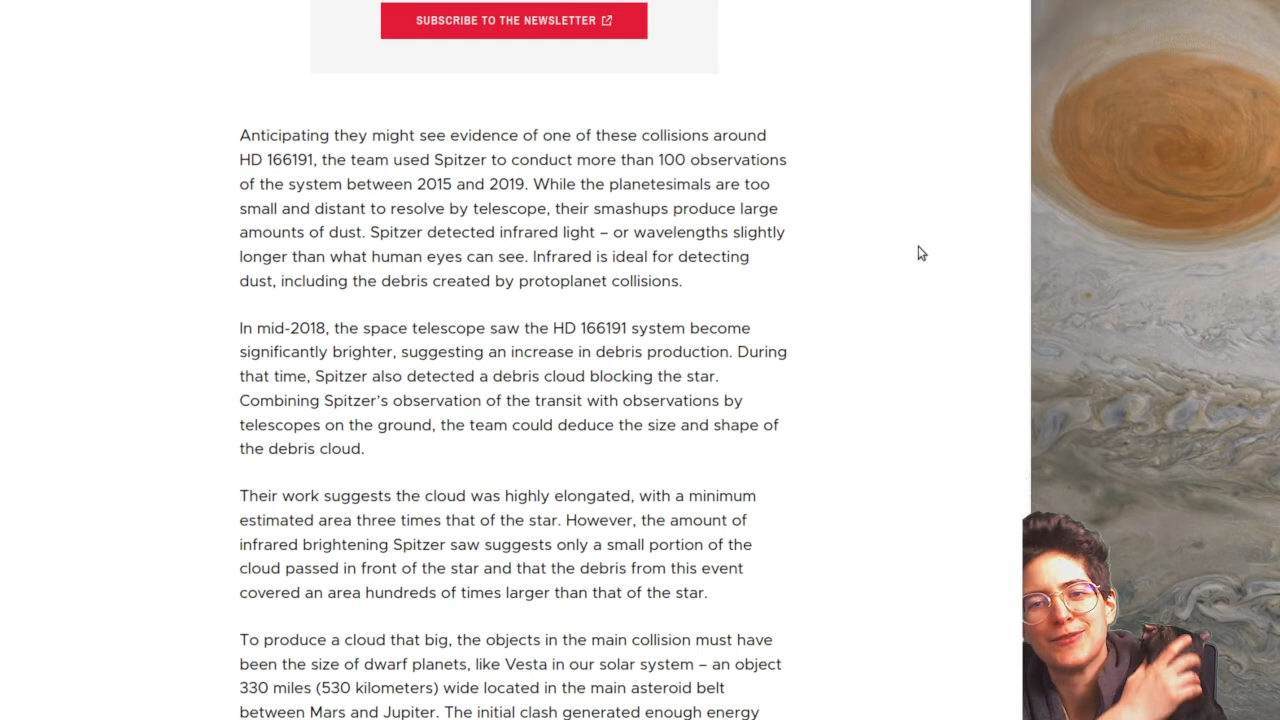 SUBSCRIBE TO THE NEWSLETTER
Anticipating they might see evidence of one of these collisions around
HD 166191, the team used Spitzer to conduct more than 100 observations
of the system between 2015 and 2019. While the planetesimals are too
small and distant to resolve by telescope, their smashups produce large
amounts of dust. Spitzer detected infrared light – or wavelengths slightly
longer than what human eyes can see. Infrared is ideal for detecting
dust, including the debris created by protoplanet collisions.
In mid-2018, the space telescope saw the HD 166191 system become
significantly brighter, suggesting an increase in debris production. During
that time, Spitzer also detected a debris cloud blocking the star.
Combining Spitzer’s observation of the transit with observations by
telescopes on the ground, the team could deduce the size and shape of
the debris cloud.
Their work suggests the cloud was highly elongated, with a minimum
estimated area three times that of the star. However, the amount of
infrared brightening Spitzer saw suggests only a small portion of the
cloud passed in front of the star and that the debris from this event
covered an area hundreds of times larger than that of the star.
To produce a cloud that big, the objects in the main collision must have
been the size of dwarf planets, like Vesta in our solar system – an object
330 miles (530 kilometers) wide located in the main asteroid belt
between Mars and Jupiter. The initial clash generated enough energy